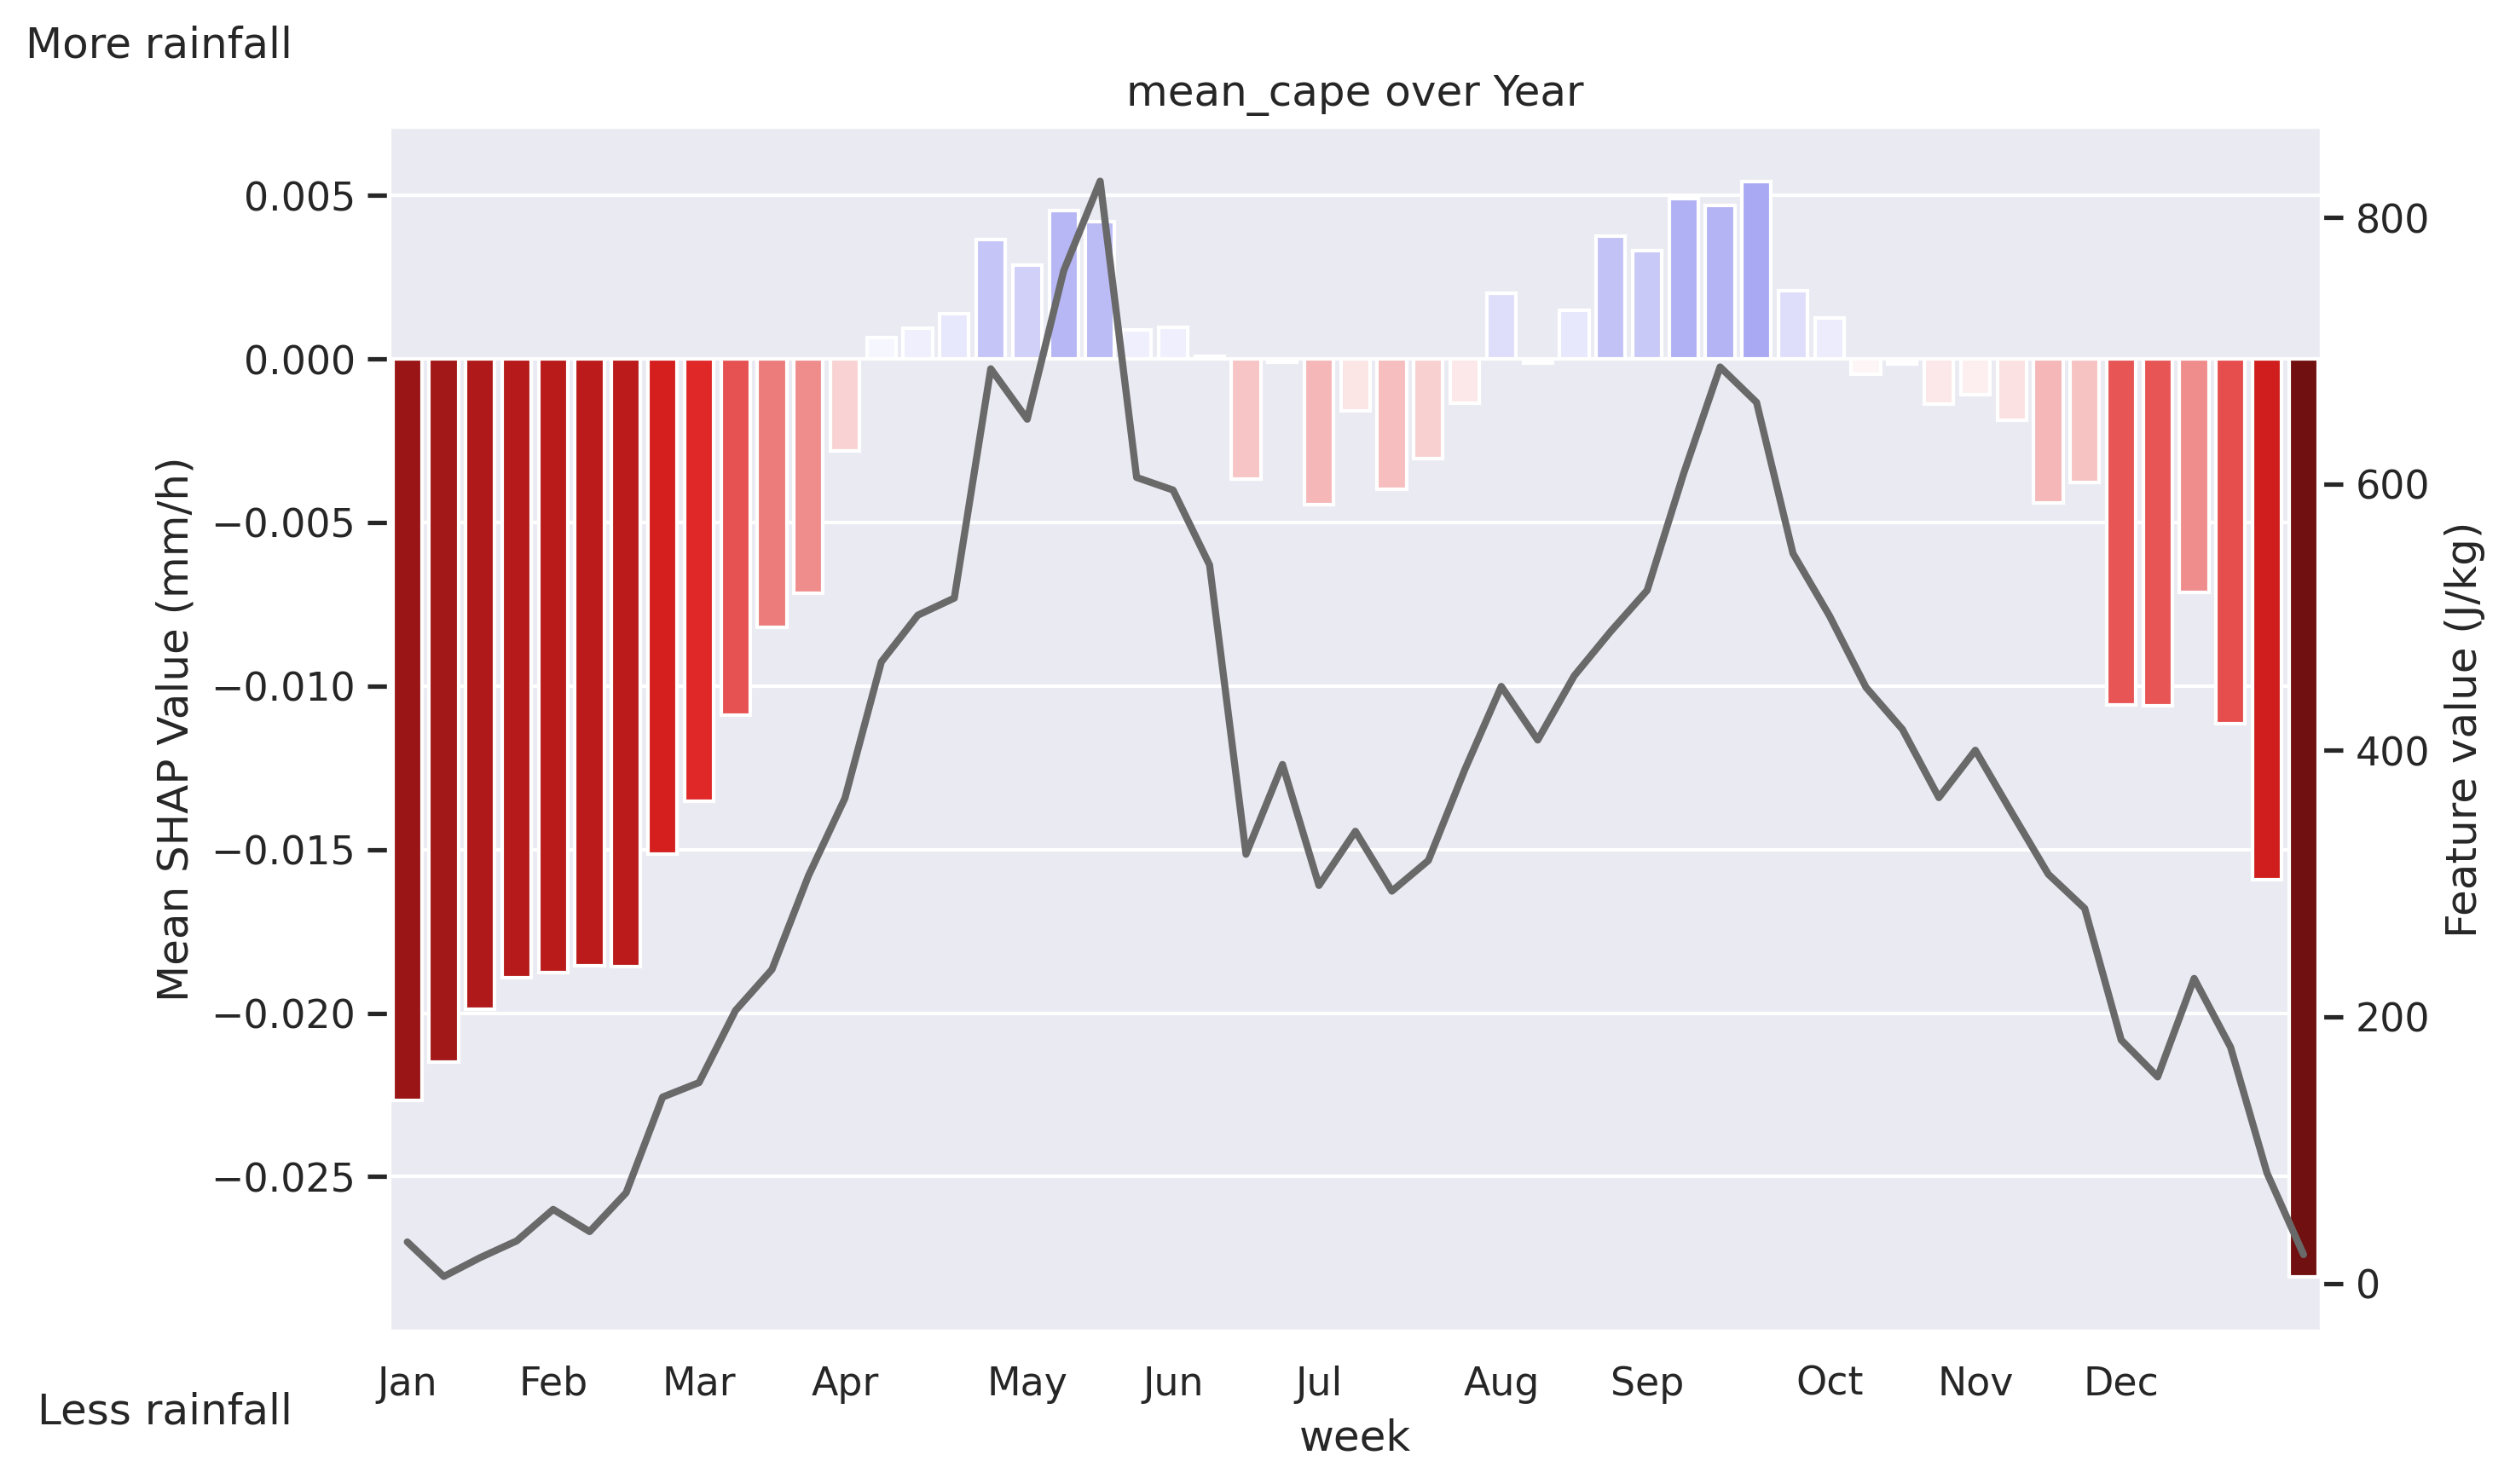 More rainfall
mean_cape over Year
Mean SHAP Value (mm/h)
0.005
0.000
−0.005
−0.010
−0.015
−0.020
−0.025
800
600
400
200
0
Feature value (J/kg)
Jan Feb Mar Apr May Jun Jul Aug Sep Oct Nov Dec
Less rainfall
week